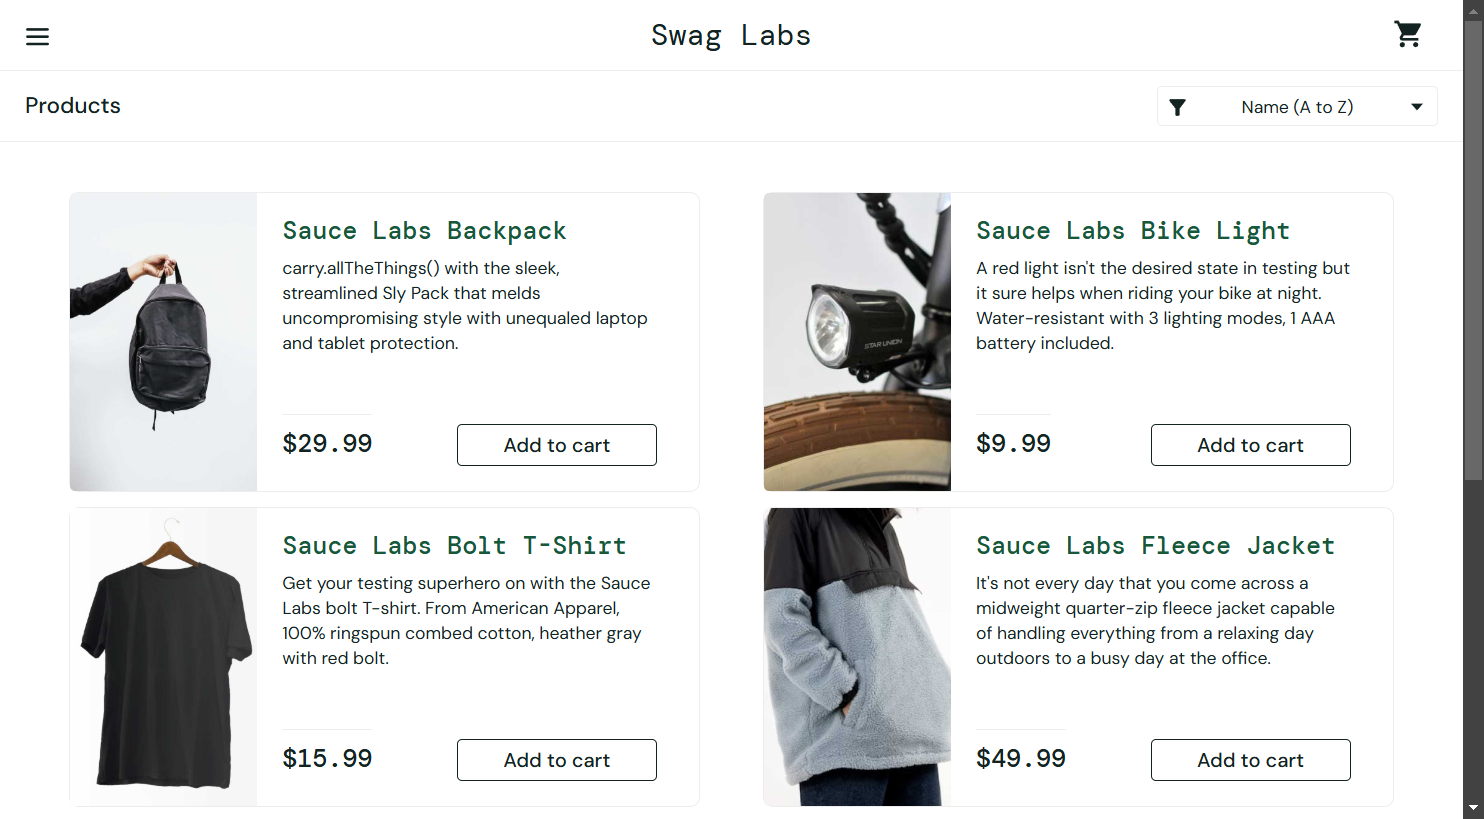 Swag Labs
Products
Name (A to Z)
Sauce Labs Backpack
carry.allTheThings() with the sleek,
streamlined Sly Pack that melds
uncompromising style with unequaled laptop
and tablet protection.
$29.99
Add to cart
Sauce Labs Bike Light
A red light isn't the desired state in testing but
it sure helps when riding your bike at night.
Water-resistant with 3 lighting modes, 1 AAA
battery included.
$9.99
Add to cart
STAR UNION
Sauce Labs Bolt T-Shirt
Get your testing superhero on with the Sauce
Labs bolt T-shirt. From American Apparel,
100% ringspun combed cotton, heather gray
with red bolt.
$15.99
Add to cart
Sauce Labs Fleece Jacket
It's not every day that you come across a
midweight quarter-zip fleece jacket capable
of handling everything from a relaxing day
outdoors to a busy day at the office.
$49.99
Add to cart